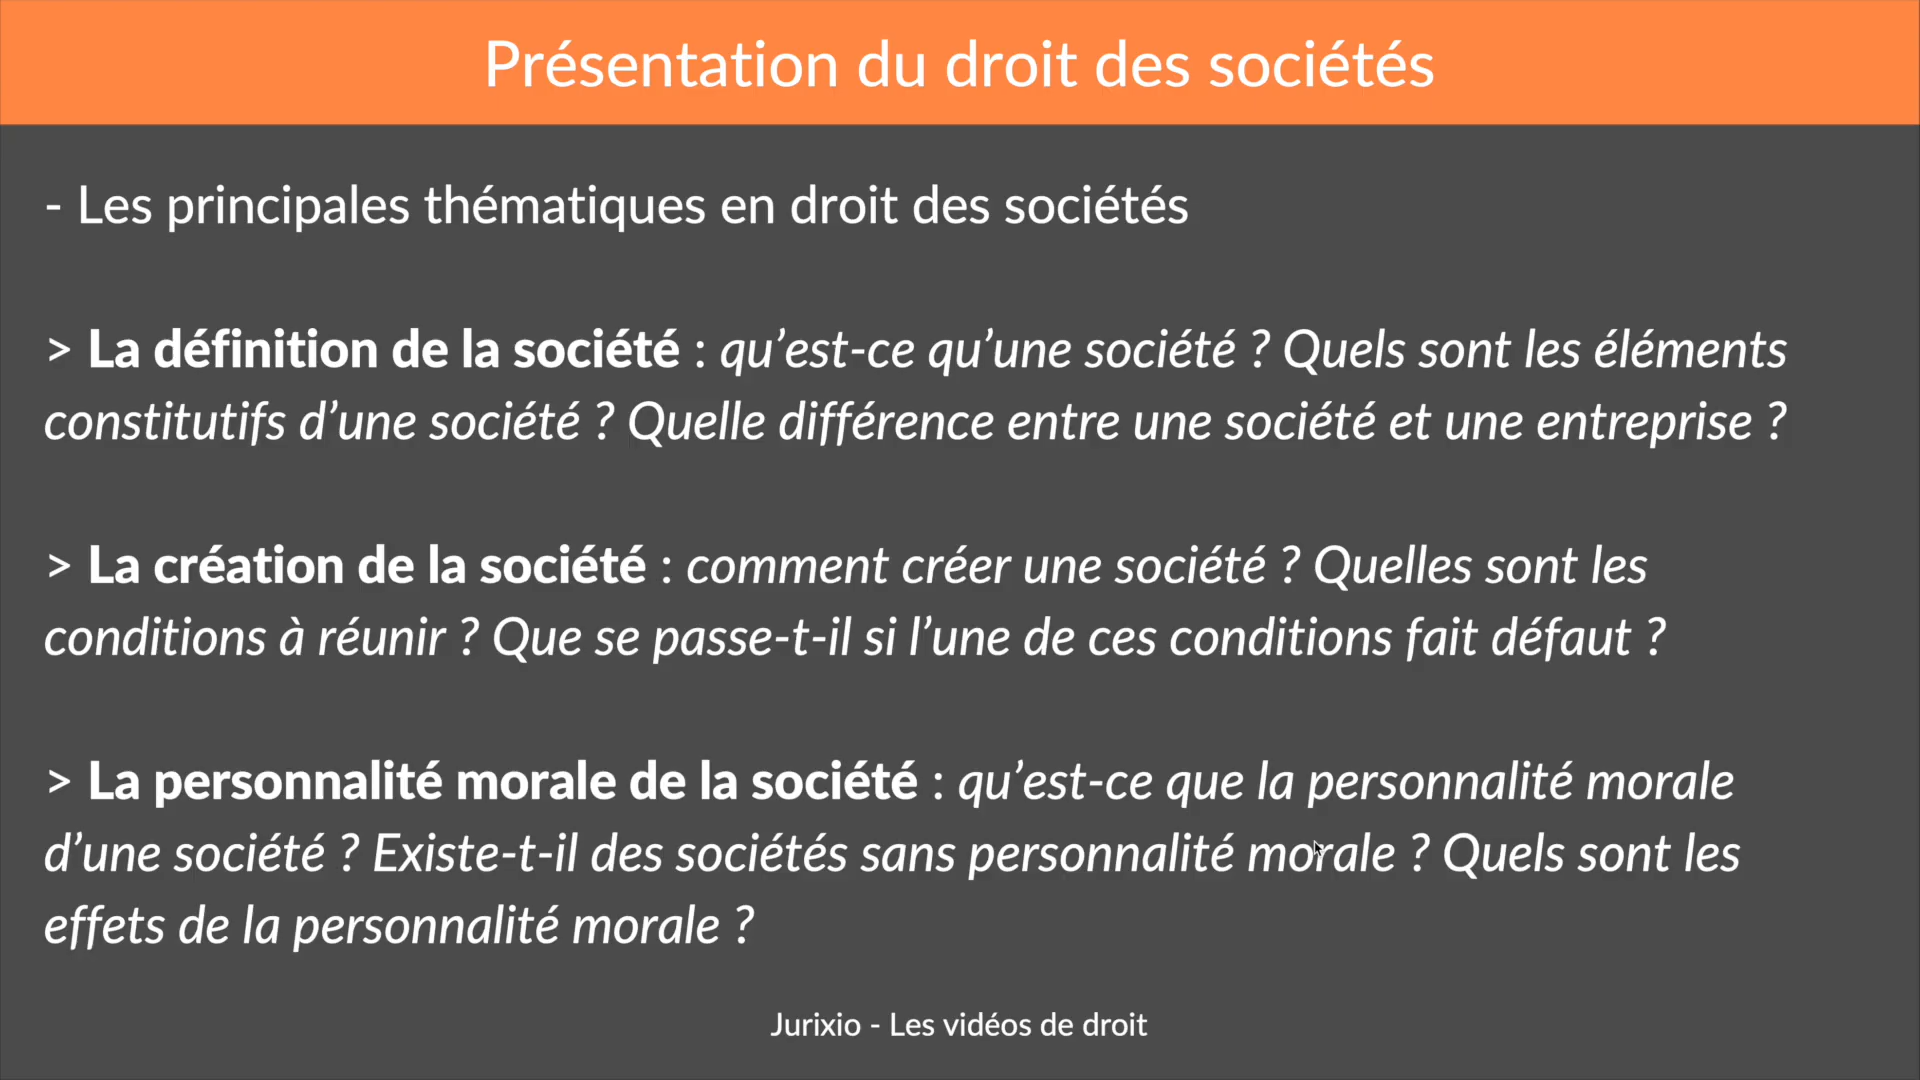 Présentation du droit des sociétés
- Les principales thématiques en droit des sociétés
> La définition de la société : qu’est-ce qu’une société ? Quels sont les éléments
constitutifs d’une société ? Quelle différence entre une société et une entreprise ?
> La création de la société : comment créer une société ? Quelles sont les
conditions à réunir ? Que se passe-t-il si l’une de ces conditions fait défaut ?
> La personnalité morale de la société : qu’est-ce que la personnalité morale
d’une société ? Existe-t-il des sociétés sans personnalité morale ? Quels sont les
effets de la personnalité morale ?
Jurixio - Les vidéos de droit